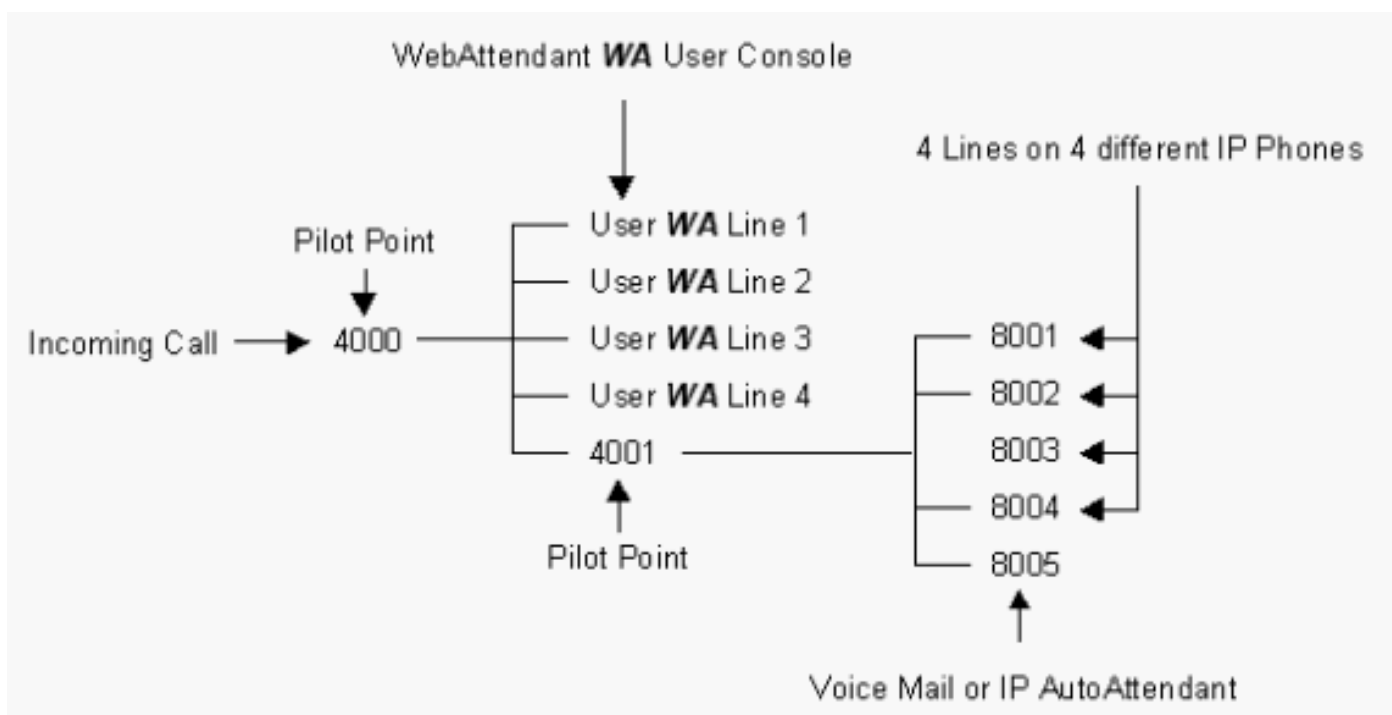 WebAttendant WA User Console
4 Lines on 4 different IP Phones
User WA Line 1
Pilot Point
User WA Line 2
Incoming Call
4000
User WA Line 3
8001
User WA Line 4
8002
4001
8003
8004
Pilot Point
8005
Voice Mail or IP AutoAttendant